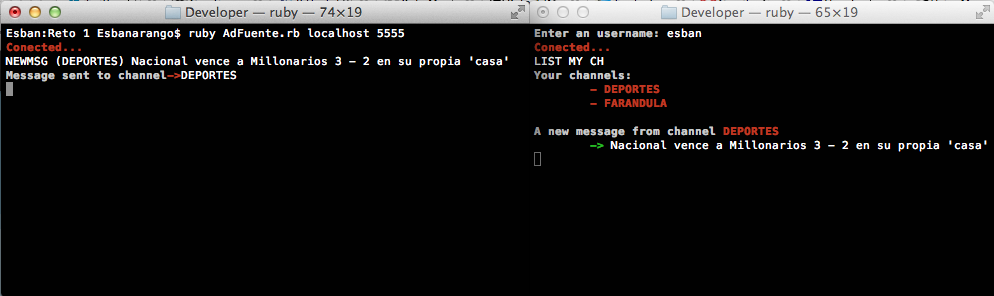 Developer — ruby — 74×19
Esban:Reto 1 Esbanarango$ ruby AdFuente.rb localhost 5555
Conected...
NEWMSG (DEPORTES) Nacional vence a Millonarios 3 - 2 en su propia 'casa'
Message sent to channel->DEPORTES
Developer — ruby — 65×19
Enter an username: esban
Conected...
LIST MY CH
Your channels:
- DEPORTES
- FARANDULA
A new message from channel DEPORTES
-> Nacional vence a Millonarios 3 - 2 en su propia 'casa'